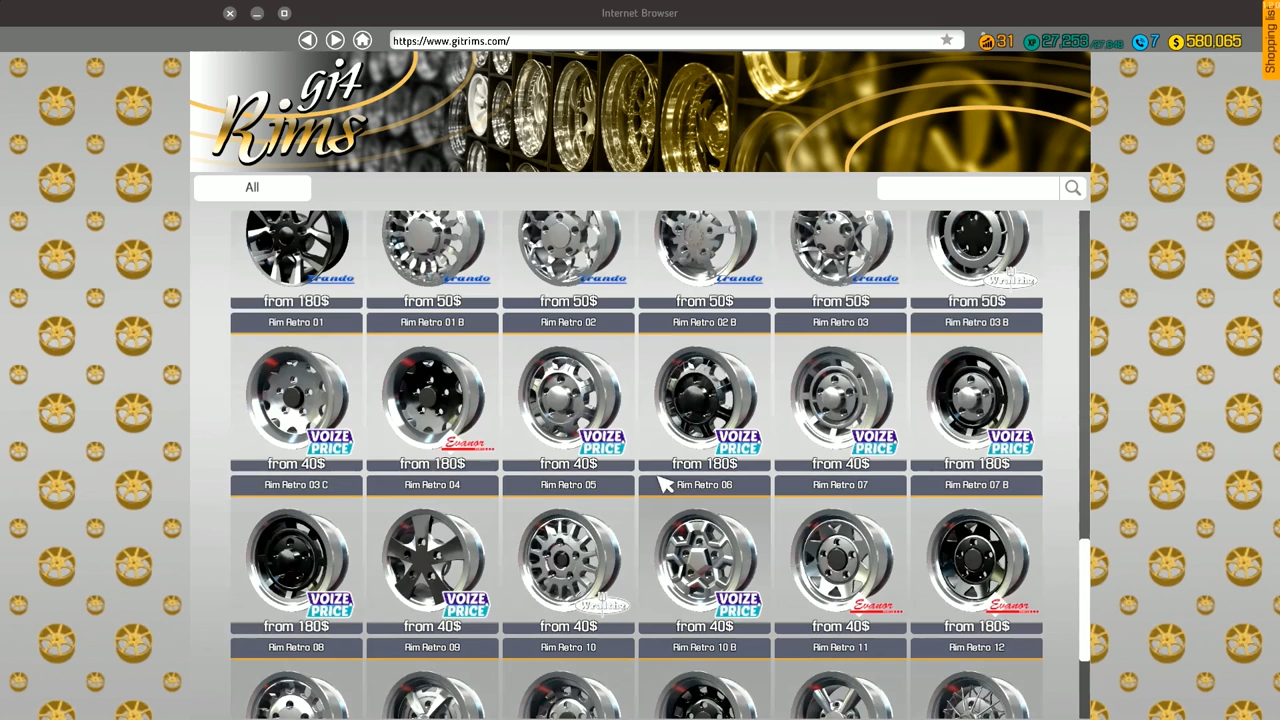 Internet Browser
https://www.gitrims.com/
31
XP 27,253/27,848
7
$ 580,065
Shopping list
git
Rims
All
from 180$
from 50$
from 50$
from 50$
from 50$
from 50$
Rim Retro 01
Rim Retro 01 B
Rim Retro 02
Rim Retro 02 B
Rim Retro 03
Rim Retro 03 B
VOIZE PRICE
Evanor
VOIZE PRICE
VOIZE PRICE
VOIZE PRICE
VOIZE PRICE
from 40$
from 180$
from 40$
from 180$
from 40$
from 180$
Rim Retro 03 C
Rim Retro 04
Rim Retro 05
Rim Retro 06
Rim Retro 07
Rim Retro 07 B
VOIZE PRICE
VOIZE PRICE
VOIZE PRICE
Evanor
Evanor
from 180$
from 40$
from 40$
from 40$
from 40$
from 180$
Rim Retro 08
Rim Retro 09
Rim Retro 10
Rim Retro 10 B
Rim Retro 11
Rim Retro 12